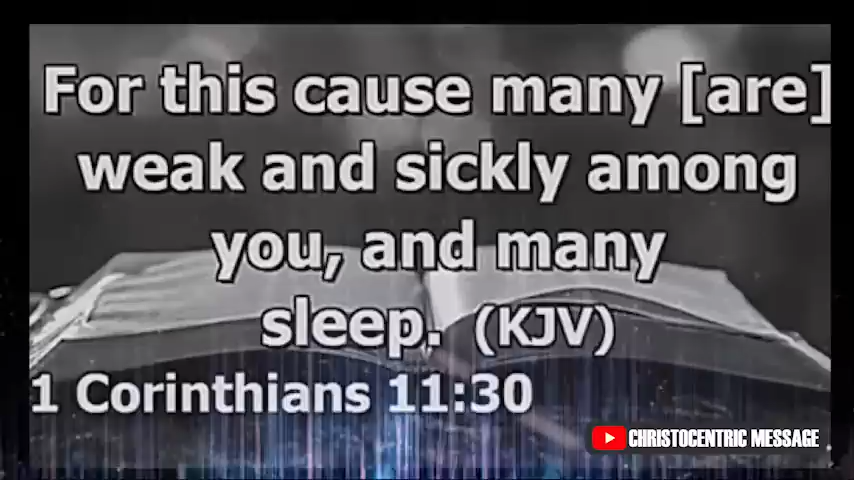 For this cause many [are]
weak and sickly among
you, and many
sleep. (KJV)
1 Corinthians 11:30
CHRISTOCENTRIC MESSAGE